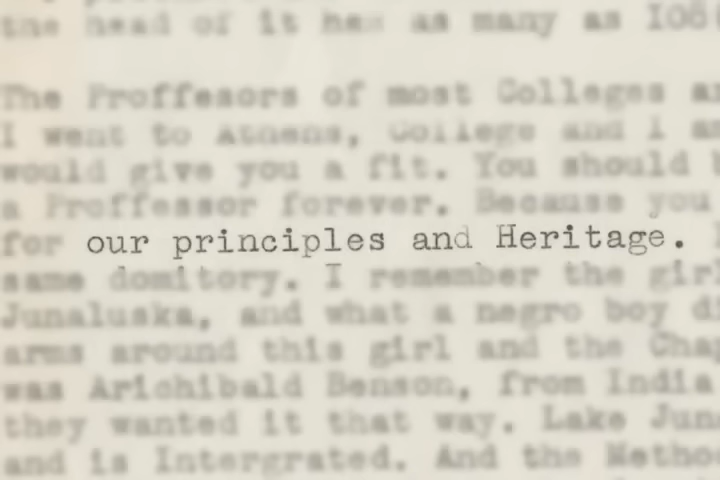 the head of it has as many as 108
The Proffesors of most Colleges
I went to Athens, College and I
would give you a fit. You should
a Proffessor forever. Because you
for our principles and Heritage.
same domitory. I remember the girl
Junaluska, and what a negro boy
arms around this girl and the
was Arichibald Benson, from India
they wanted it that way. Lake
and is Intergrated. And the